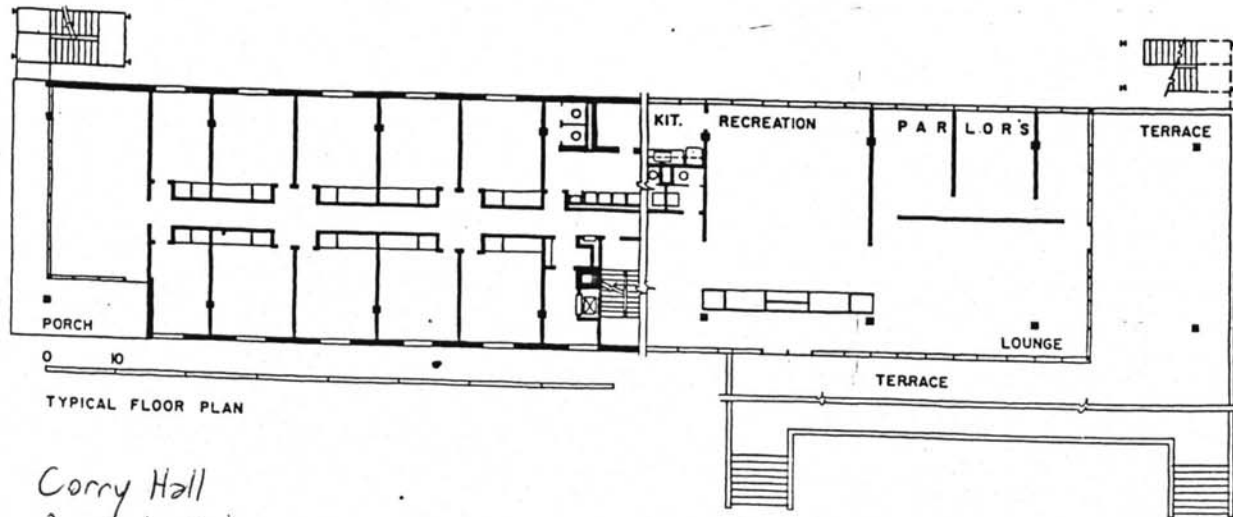 KIT. RECREATION PARLORS TERRACE
PORCH
LOUNGE
0 10
TERRACE
TYPICAL FLOOR PLAN
Corry Hall